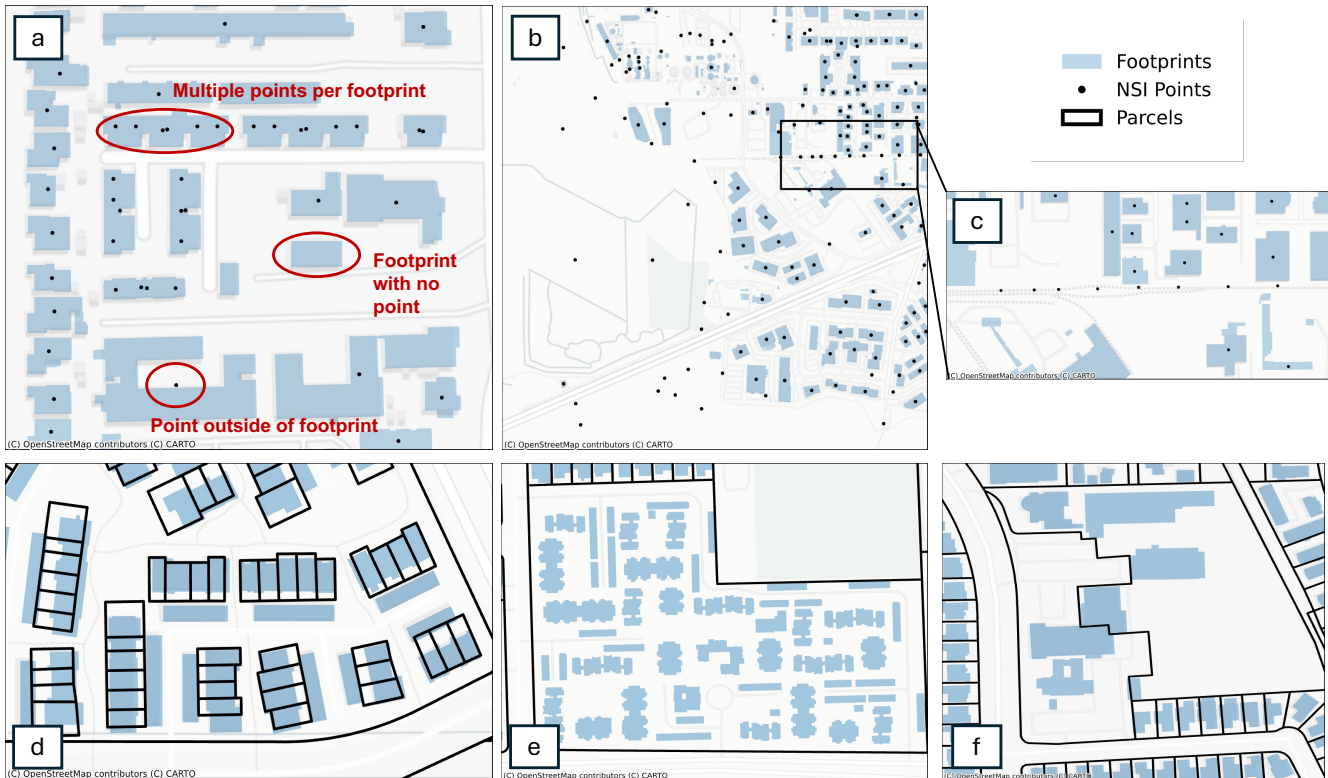 a
Multiple points per footprint
Footprint
with no
point
Point outside of footprint
(C) OpenStreetMap contributors (C) CARTO
b
(C) OpenStreetMap contributors (C) CARTO
Footprints
NSI Points
Parcels
c
(C) OpenStreetMap contributors (C) CARTO
d
(C) OpenStreetMap contributors (C) CARTO
e
(C) OpenStreetMap contributors (C) CARTO
f
(C) OpenStreetMap contributors (C) CARTO